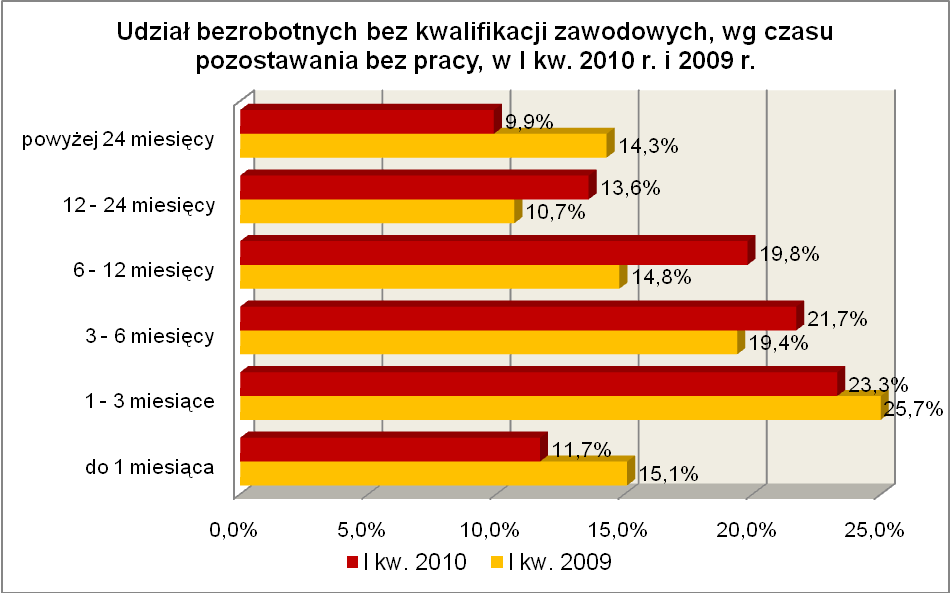 Udział bezrobotnych bez kwalifikacji zawodowych, wg czasu
pozostawania bez pracy, w I kw. 2010 r. i 2009 r.
powyżej 24 miesięcy
9,9%
14,3%
12 - 24 miesięcy
13,6%
10,7%
6 - 12 miesięcy
19,8%
14,8%
3 - 6 miesięcy
21,7%
19,4%
1 - 3 miesiące
23,3%
25,7%
do 1 miesiąca
11,7%
15,1%
0,0% 5,0% 10,0% 15,0% 20,0% 25,0%
I kw. 2010 I kw. 2009